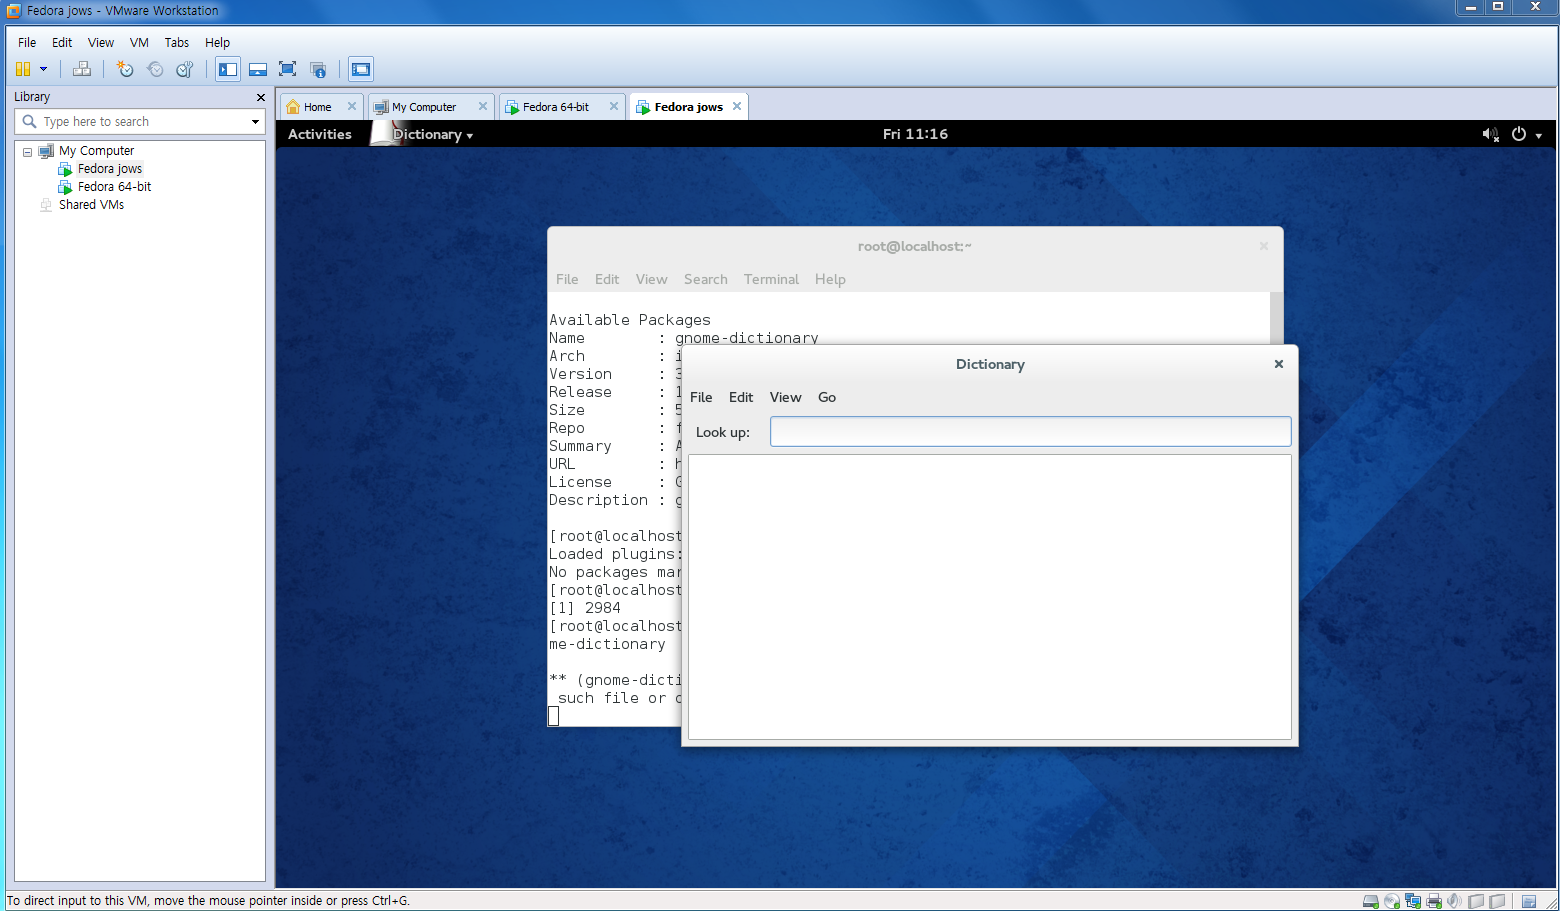 Fedora jows - VMware Workstation
File Edit View VM Tabs Help
Library
Type here to search
My Computer
Fedora jows
Fedora 64-bit
Shared VMs
Home My Computer Fedora 64-bit Fedora jows
Activities Dictionary Fri 11:16
root@localhost:~
File Edit View Search Terminal Help
Available Packages
Name : gnome-dictionary
Arch : i
Version : 3
Release : 1
Size : 5
Repo : f
Summary : A
URL : h
License : G
Description : g
[root@localhost
Loaded plugins:
No packages mar
[root@localhost
[1] 2984
[root@localhost
me-dictionary
** (gnome-dicti
such file or d
Dictionary
File Edit View Go
Look up:
To direct input to this VM, move the mouse pointer inside or press Ctrl+G.